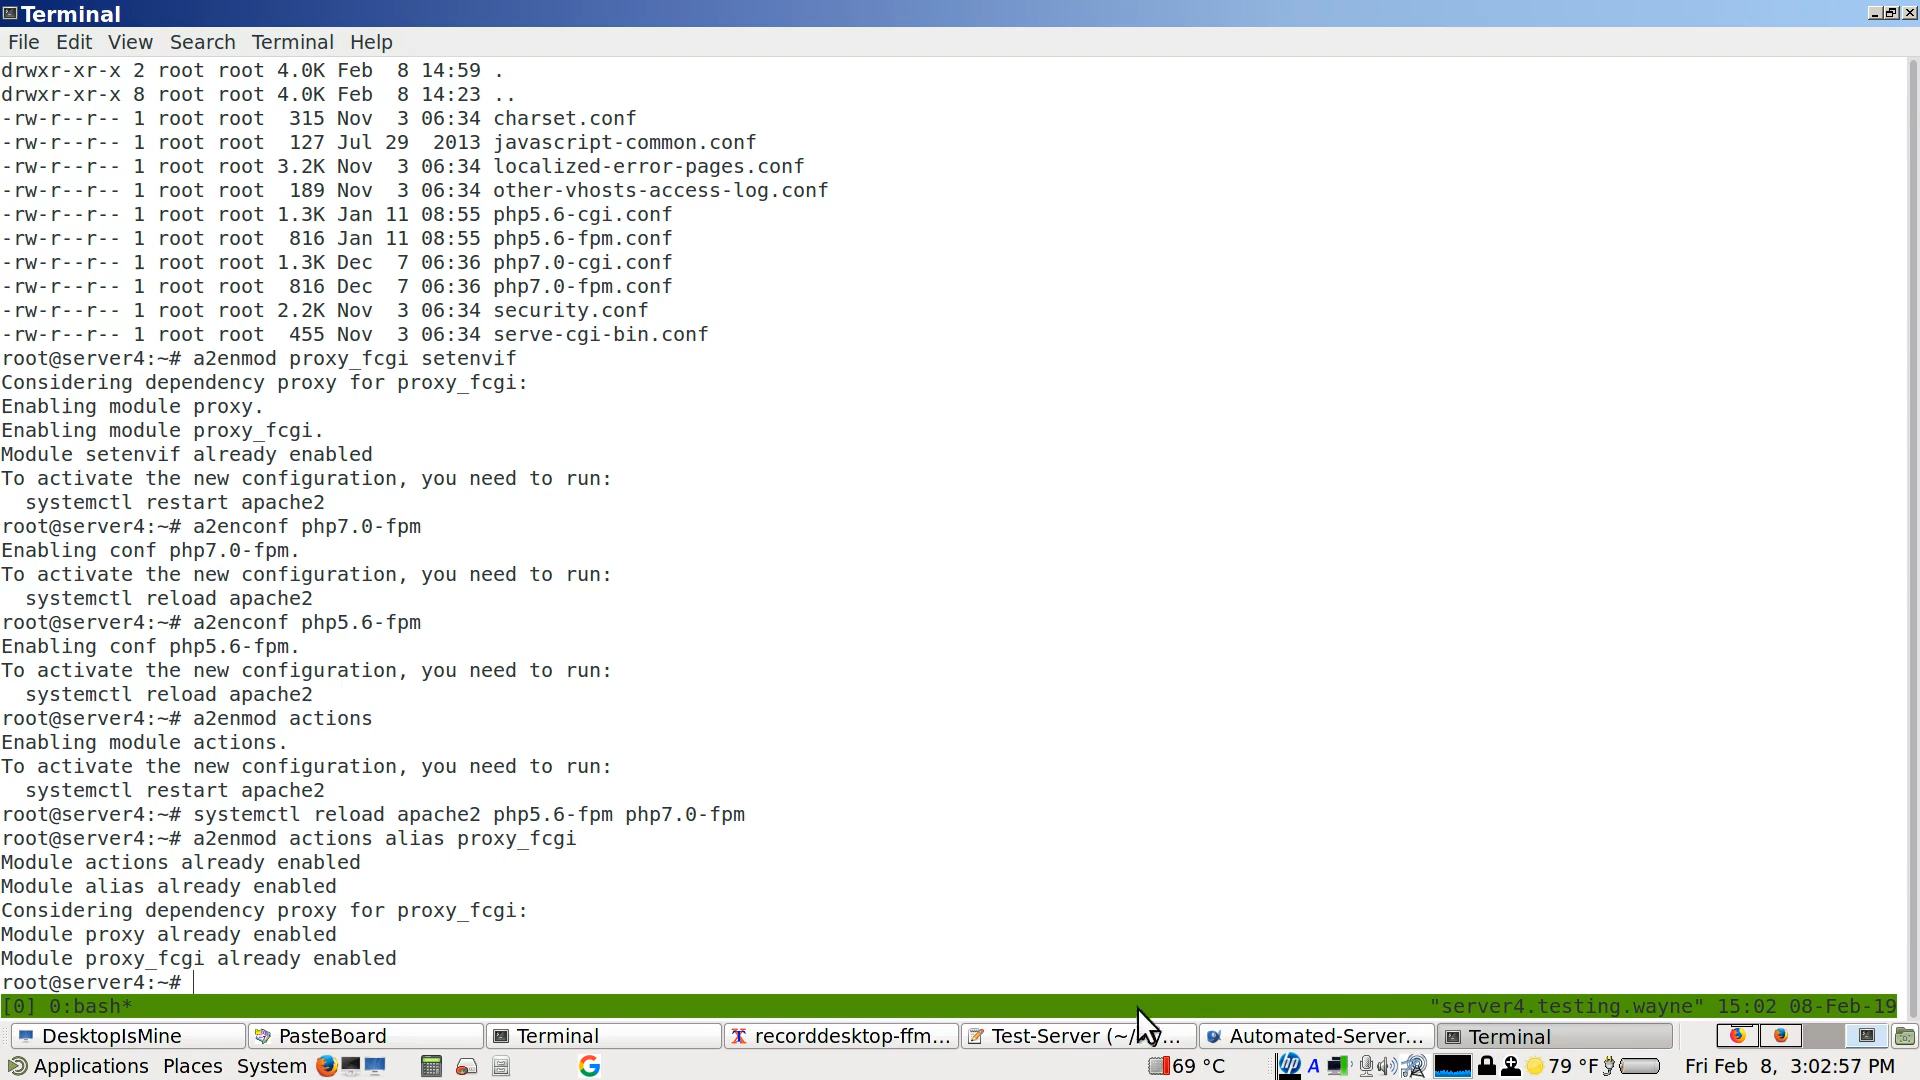 Terminal
File Edit View Search Terminal Help
drwxr-xr-x 2 root root 4.0K Feb  8 14:59 .
drwxr-xr-x 8 root root 4.0K Feb  8 14:23 ..
-rw-r--r-- 1 root root  315 Nov  3 06:34 charset.conf
-rw-r--r-- 1 root root  127 Jul 29  2013 javascript-common.conf
-rw-r--r-- 1 root root 3.2K Nov  3 06:34 localized-error-pages.conf
-rw-r--r-- 1 root root  189 Nov  3 06:34 other-vhosts-access-log.conf
-rw-r--r-- 1 root root 1.3K Jan 11 08:55 php5.6-cgi.conf
-rw-r--r-- 1 root root  816 Jan 11 08:55 php5.6-fpm.conf
-rw-r--r-- 1 root root 1.3K Dec  7 06:36 php7.0-cgi.conf
-rw-r--r-- 1 root root  816 Dec  7 06:36 php7.0-fpm.conf
-rw-r--r-- 1 root root 2.2K Nov  3 06:34 security.conf
-rw-r--r-- 1 root root  455 Nov  3 06:34 serve-cgi-bin.conf
root@server4:~# a2enmod proxy_fcgi setenvif
Considering dependency proxy for proxy_fcgi:
Enabling module proxy.
Enabling module proxy_fcgi.
Module setenvif already enabled
To activate the new configuration, you need to run:
  systemctl restart apache2
root@server4:~# a2enconf php7.0-fpm
Enabling conf php7.0-fpm.
To activate the new configuration, you need to run:
  systemctl reload apache2
root@server4:~# a2enconf php5.6-fpm
Enabling conf php5.6-fpm.
To activate the new configuration, you need to run:
  systemctl reload apache2
root@server4:~# a2enmod actions
Enabling module actions.
To activate the new configuration, you need to run:
  systemctl restart apache2
root@server4:~# systemctl reload apache2 php5.6-fpm php7.0-fpm
root@server4:~# a2enmod actions alias proxy_fcgi
Module actions already enabled
Module alias already enabled
Considering dependency proxy for proxy_fcgi:
Module proxy already enabled
Module proxy_fcgi already enabled
root@server4:~#
[0] 0:bash* "server4.testing.wayne" 15:02 08-Feb-19
DesktopIsMine PasteBoard Terminal recorddesktop-ffm... Test-Server (~/ Automated-Server... Terminal
Applications Places System 69 °C 79 °F Fri Feb  8, 3:02:57 PM